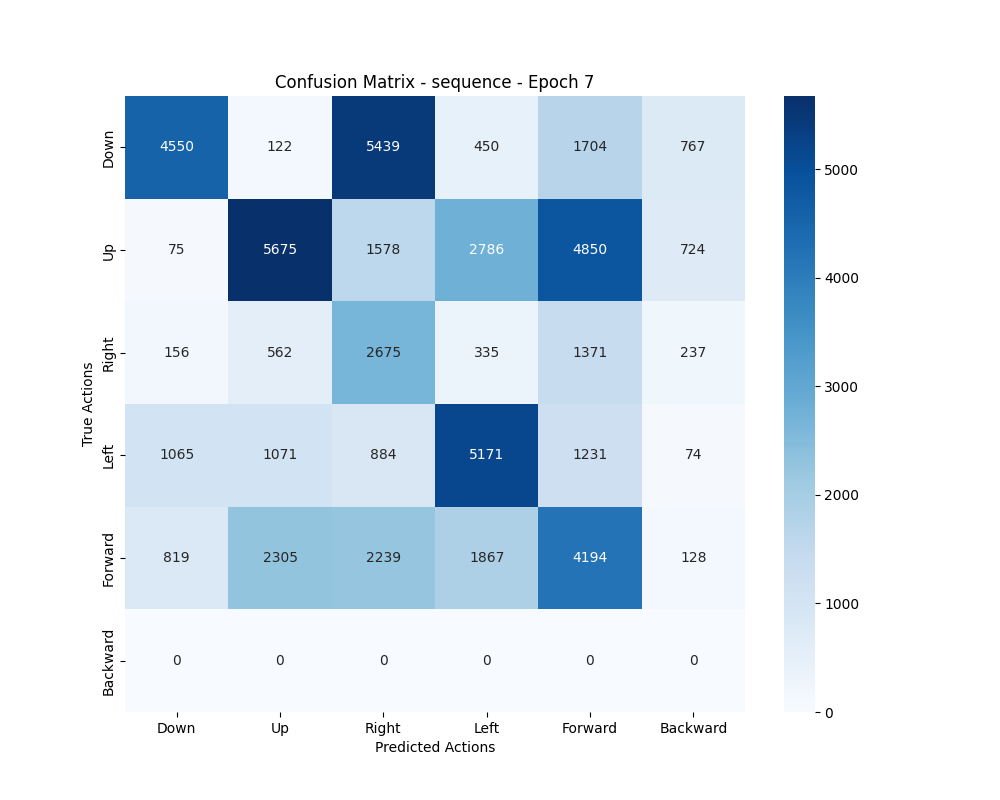 Confusion Matrix - sequence - Epoch 7
True Actions
Down 4550 122 5439 450 1704 767
Up 75 5675 1578 2786 4850 724
Right 156 562 2675 335 1371 237
Left 1065 1071 884 5171 1231 74
Forward 819 2305 2239 1867 4194 128
Backward 0 0 0 0 0 0
Down Up Right Left Forward Backward
Predicted Actions
5000
4000
3000
2000
1000
0